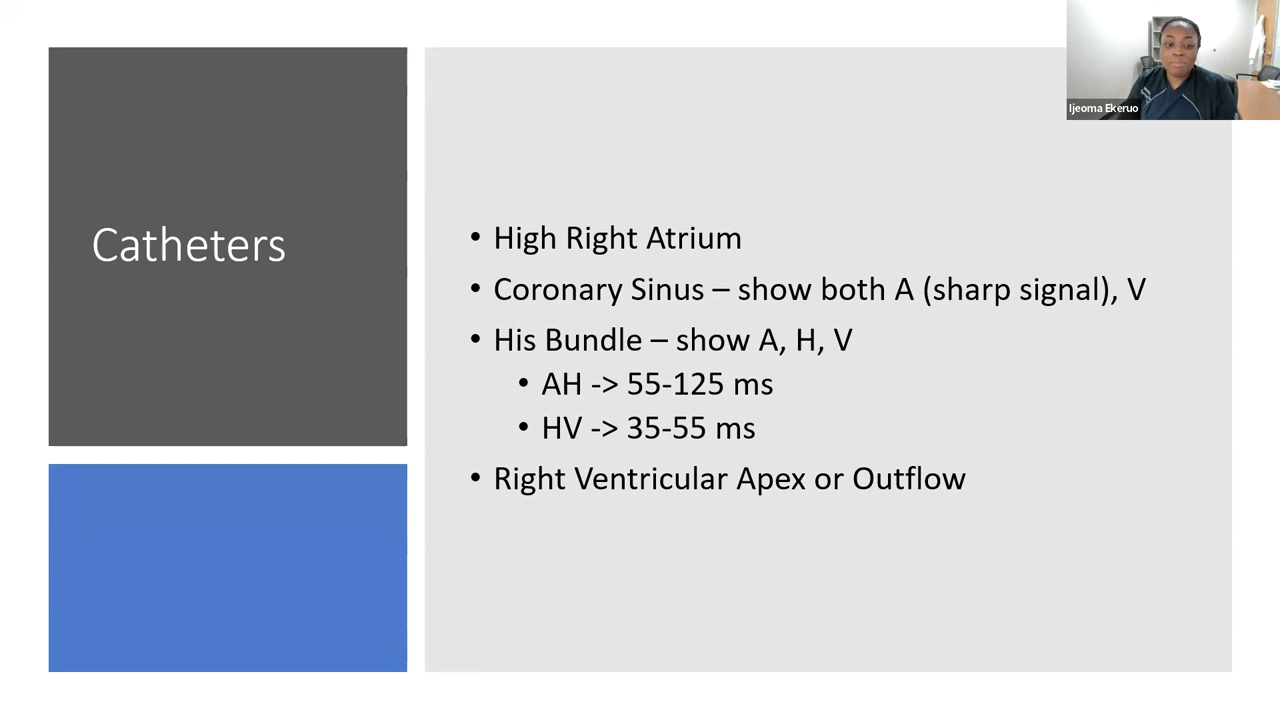 Ijeoma Ekeruo
Catheters
• High Right Atrium
• Coronary Sinus – show both A (sharp signal), V
• His Bundle – show A, H, V
• AH -> 55-125 ms
• HV -> 35-55 ms
• Right Ventricular Apex or Outflow